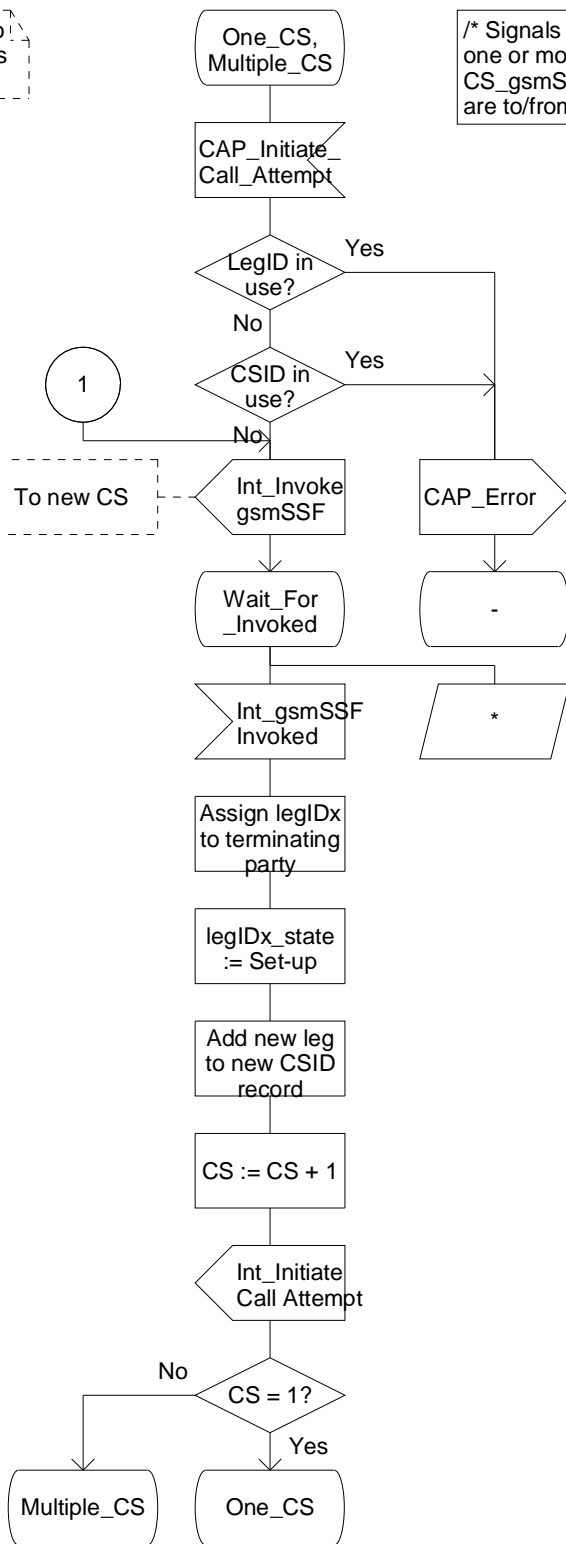 One_CS,
Multiple_CS
/* Signals
one or mo
CS_gsmS
are to/from
CAP_Initiate_
Call_Attempt
LegID in
use?
Yes
No
1
CSID in
use?
Yes
No
To new CS
Int_Invoke
gsmSSF
CAP_Error
Wait_For
_Invoked
-
Int_gsmSSF
Invoked
*
Assign legIDx
to terminating
party
legIDx_state
:= Set-up
Add new leg
to new CSID
record
CS := CS + 1
Int_Initiate
Call Attempt
No
CS = 1?
Yes
Multiple_CS
One_CS